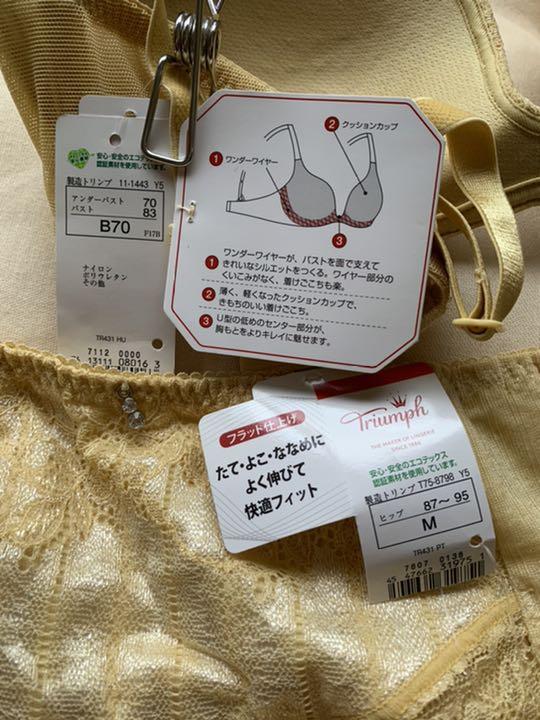 安心・安全のエコテックス
認証素材を使用しています。
製造トリンプ 11-1443 Y5
アンダーバスト 70
バスト 83
B70
F17B
ナイロン
ポリウレタン
その他
TR431 HU
7112 0000
13111 08016 3
2 クッションカップ
1 ワンダーワイヤー
3
1 ワンダーワイヤーが、バストを面で支えて
きれいなシルエットをつくる。ワイヤー部分の
くいこみがなく、着けごこちも楽。
2 薄く、軽くなったクッションカップで、
きもちのいい着けごこち。
3 U型の低めのセンター部分が、
胸もとをよりキレイに魅せます。
フラット仕上げ
たて・よこ・ななめに
よく伸びて
快適フィット
Triumph
THE MAKER OF LINGERIE
SINCE 1886
安心・安全のエコテックス
認証素材を使用しています。
製造トリンプ T75-8798 Y5
ヒップ 87〜95
M
TR431 PT
7607 0138
45 47662 31975 1